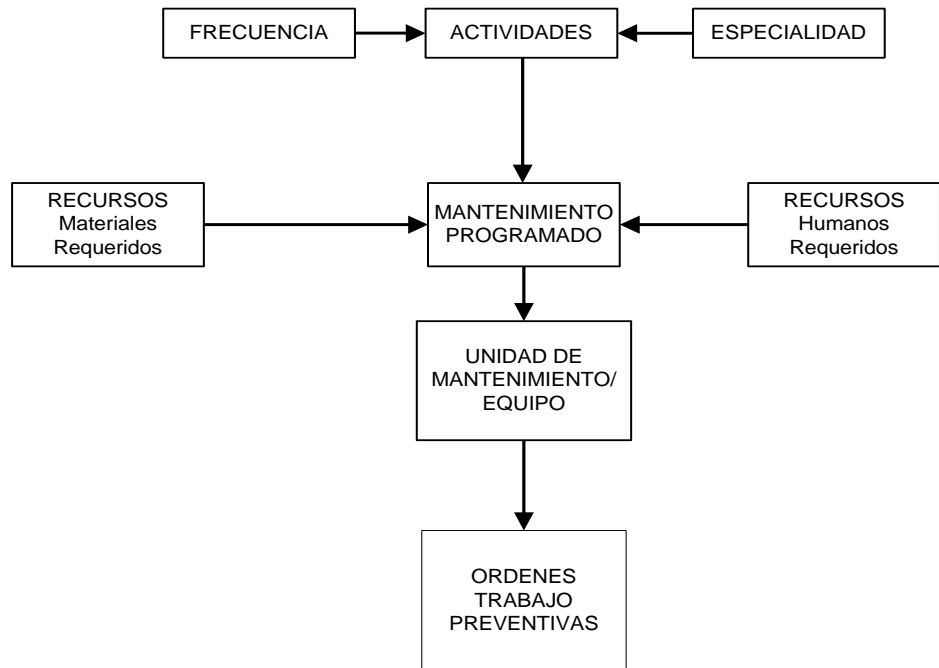 FRECUENCIA
ACTIVIDADES
ESPECIALIDAD
RECURSOS
Materiales
Requeridos
MANTENIMIENTO
PROGRAMADO
RECURSOS
Humanos
Requeridos
UNIDAD DE
MANTENIMIENTO/
EQUIPO
ORDENES
TRABAJO
PREVENTIVAS